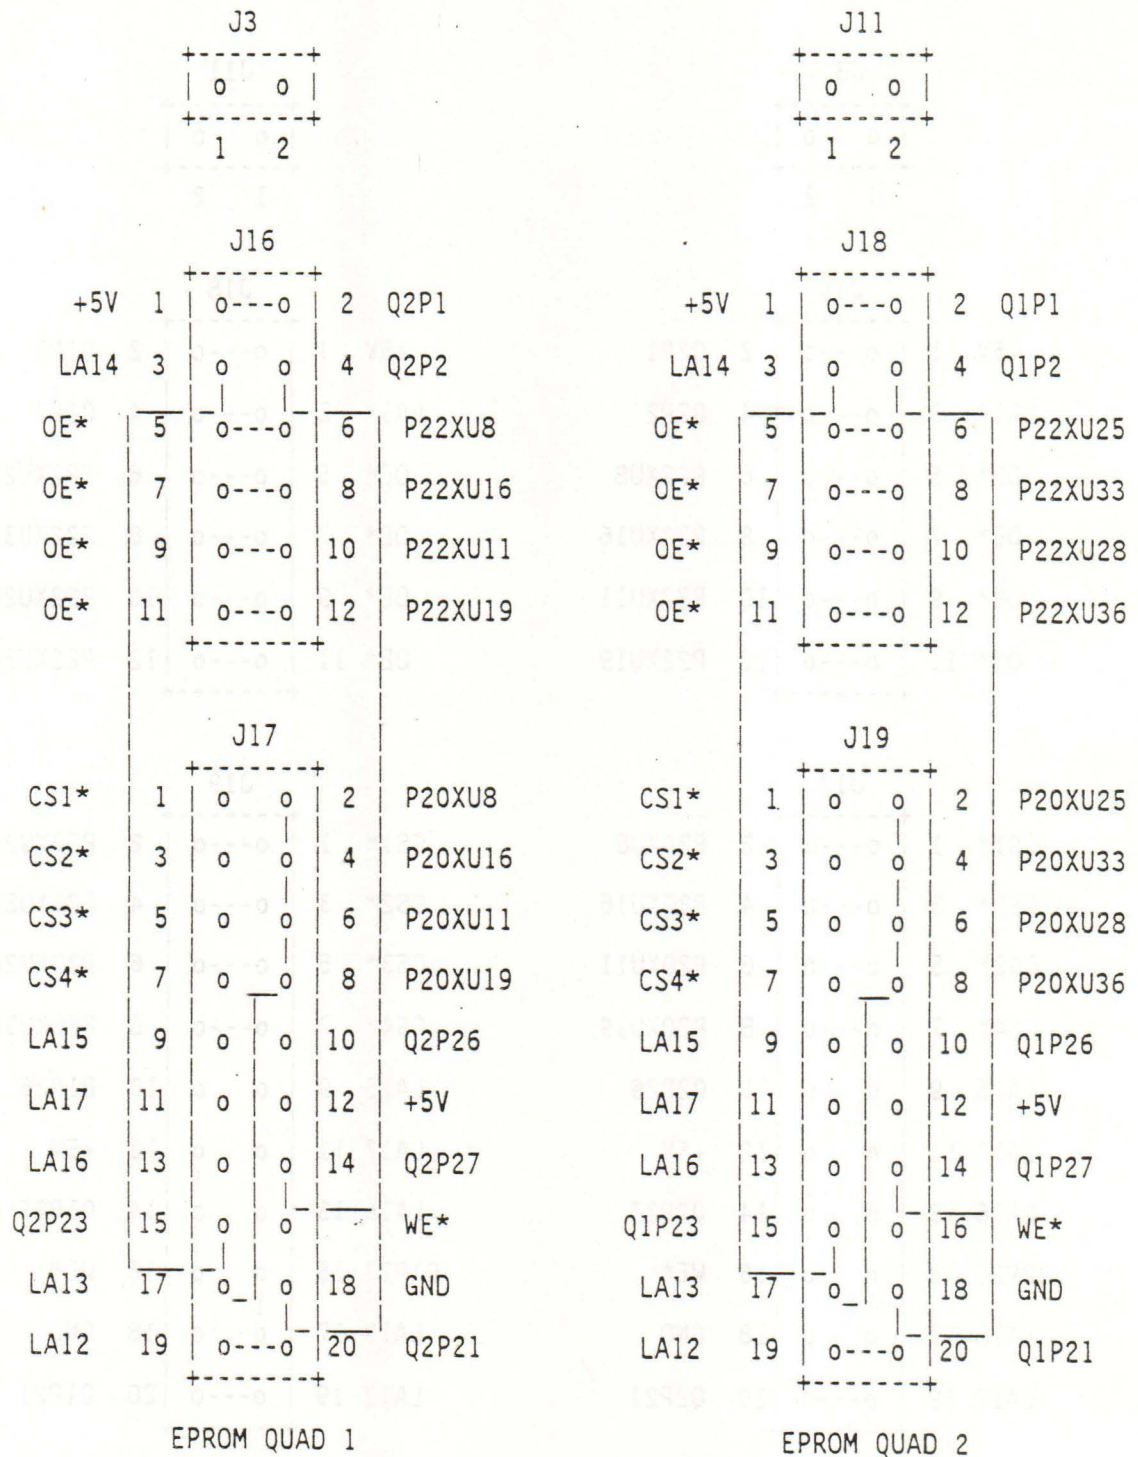 J3 J11
+-------+ +-------+
| o o | | o o |
+-------+ +-------+
1 2 1 2
J16 J18
+-------+ +-------+
+5V 1 | o---o | 2 Q2P1 +5V 1 | o---o | 2 Q1P1
LA14 3 | o o | 4 Q2P2 LA14 3 | o o | 4 Q1P2
OE* 5 | o---o | 6 P22XU8 OE* 5 | o---o | 6 P22XU25
OE* 7 | o---o | 8 P22XU16 OE* 7 | o---o | 8 P22XU33
OE* 9 | o---o | 10 P22XU11 OE* 9 | o---o | 10 P22XU28
OE* 11 | o---o | 12 P22XU19 OE* 11 | o---o | 12 P22XU36
+-------+ +-------+
J17 J19
+-------+ +-------+
CS1* 1 | o o | 2 P20XU8 CS1* 1 | o o | 2 P20XU25
CS2* 3 | o o | 4 P20XU16 CS2* 3 | o o | 4 P20XU33
CS3* 5 | o o | 6 P20XU11 CS3* 5 | o o | 6 P20XU28
CS4* 7 | o _o | 8 P20XU19 CS4* 7 | o _o | 8 P20XU36
LA15 9 | o | o | 10 Q2P26 LA15 9 | o | o | 10 Q1P26
LA17 11 | o | o | 12 +5V LA17 11 | o | o | 12 +5V
LA16 13 | o | o | 14 Q2P27 LA16 13 | o | o | 14 Q1P27
Q2P23 15 | o | o | WE* Q1P23 15 | o | o | 16 WE*
LA13 17 | o_| o | 18 GND LA13 17 | o_| o | 18 GND
LA12 19 | o---o | 20 Q2P21 LA12 19 | o---o | 20 Q1P21
+-------+ +-------+
EPROM QUAD 1 EPROM QUAD 2